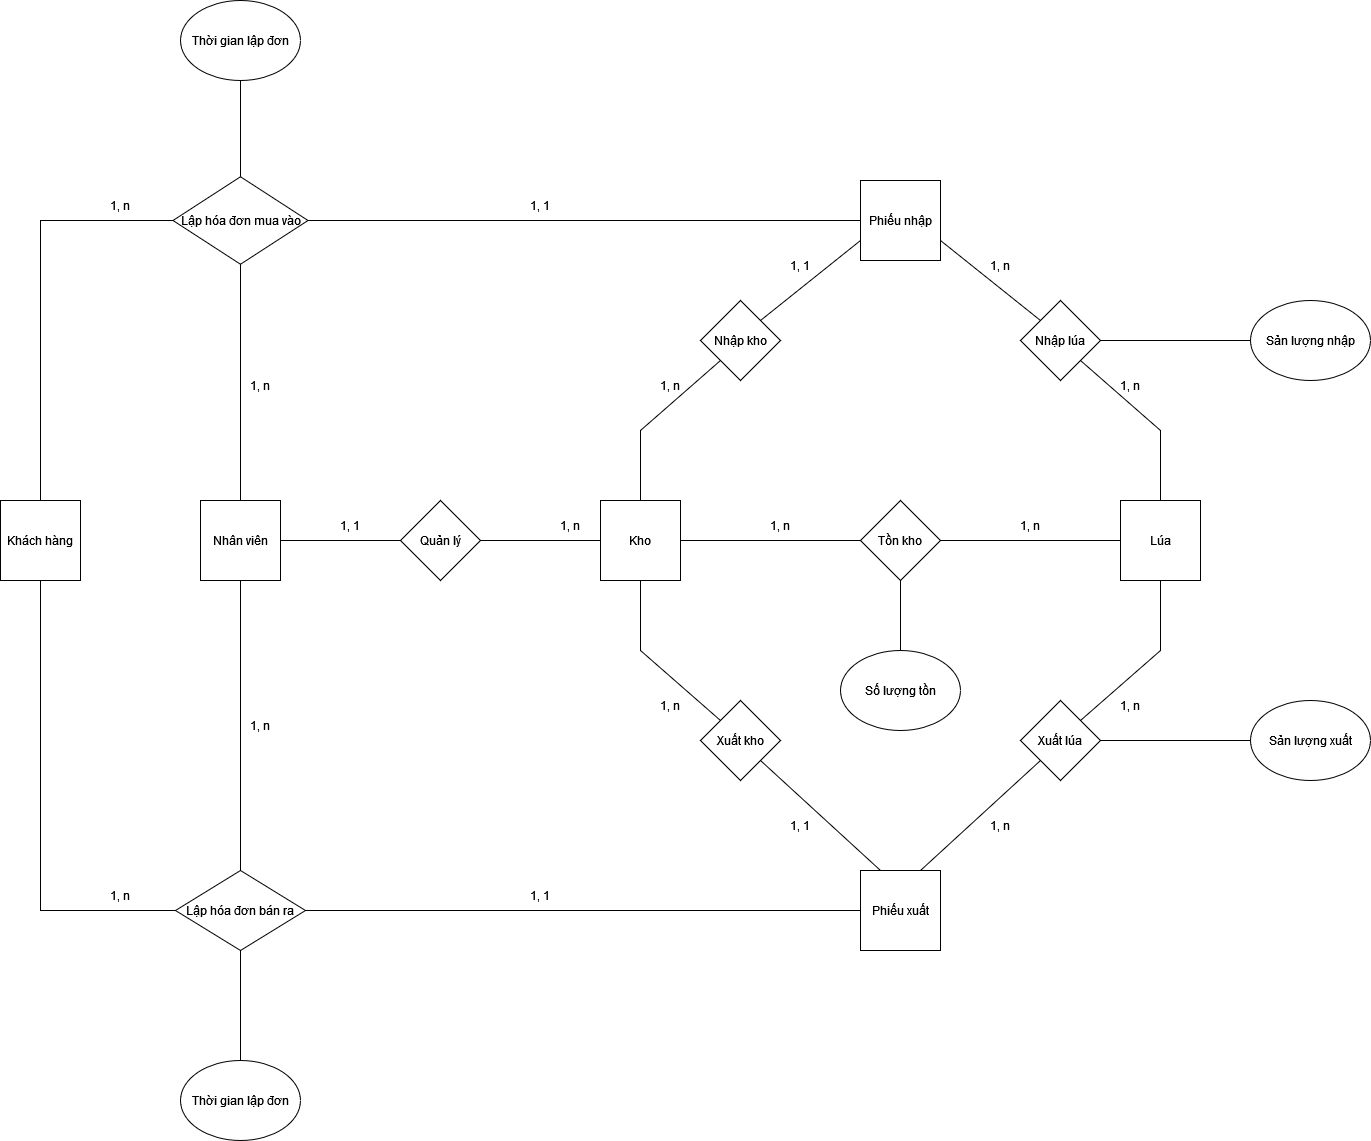 Thời gian lập đơn
1, n
1, 1
Lập hóa đơn mua vào
Phiếu nhập
1, 1
1, n
Nhập kho
Nhập lúa
Sản lượng nhập
1, n
1, n
1, n
1, 1
1, n
1, n
1, n
Khách hàng
Nhân viên
Quản lý
Kho
Tồn kho
Lúa
Số lượng tồn
1, n
1, n
1, n
Xuất kho
Xuất lúa
Sản lượng xuất
1, 1
1, n
1, n
1, 1
Lập hóa đơn bán ra
Phiếu xuất
Thời gian lập đơn